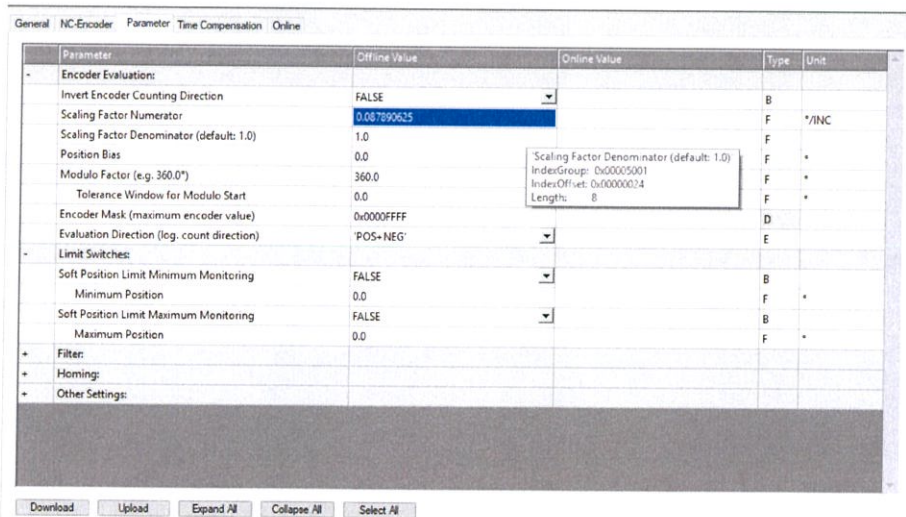 General NC-Encoder Parameter Time Compensation Online
Parameter Offline Value Online Value Type Unit
- Encoder Evaluation:
Invert Encoder Counting Direction FALSE B
Scaling Factor Numerator 0.087890625 F °/INC
Scaling Factor Denominator (default: 1.0) 1.0 F
Position Bias 0.0 F °
Modulo Factor (e.g. 360.0°) 360.0 F °
Tolerance Window for Modulo Start 0.0 F °
Encoder Mask (maximum encoder value) 0x0000FFFF D
Evaluation Direction (log. count direction) 'POS+NEG' E
'Scaling Factor Denominator (default: 1.0)
IndexGroup: 0x00005001
IndexOffset: 0x00000024
Length: 8
- Limit Switches:
Soft Position Limit Minimum Monitoring FALSE B
Minimum Position 0.0 F °
Soft Position Limit Maximum Monitoring FALSE B
Maximum Position 0.0 F °
+ Filter:
+ Homing:
+ Other Settings:
Download Upload Expand All Collapse All Select All